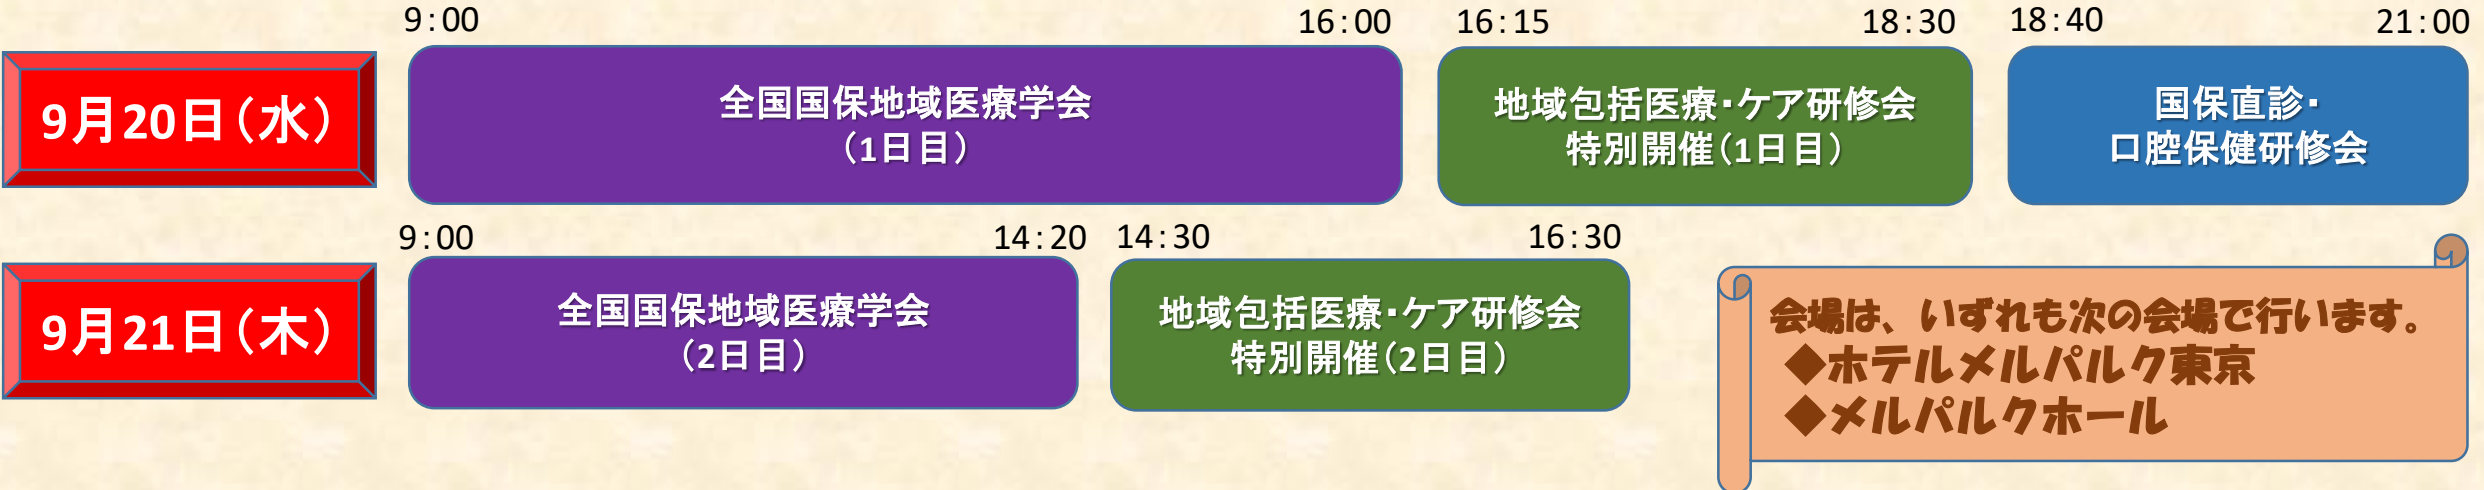 9：00 16：00 16：15 18：30 18：40 21：00
9月20日（水）
全国国保地域医療学会
（1日目）
地域包括医療・ケア研修会
特別開催（1日目）
国保直診・
口腔保健研修会
9：00 14：20 14：30 16：30
9月21日（木）
全国国保地域医療学会
（2日目）
地域包括医療・ケア研修会
特別開催（2日目）
会場は、いずれも次の会場で行います。
◆ホテルメルパルク東京
◆メルパルクホール